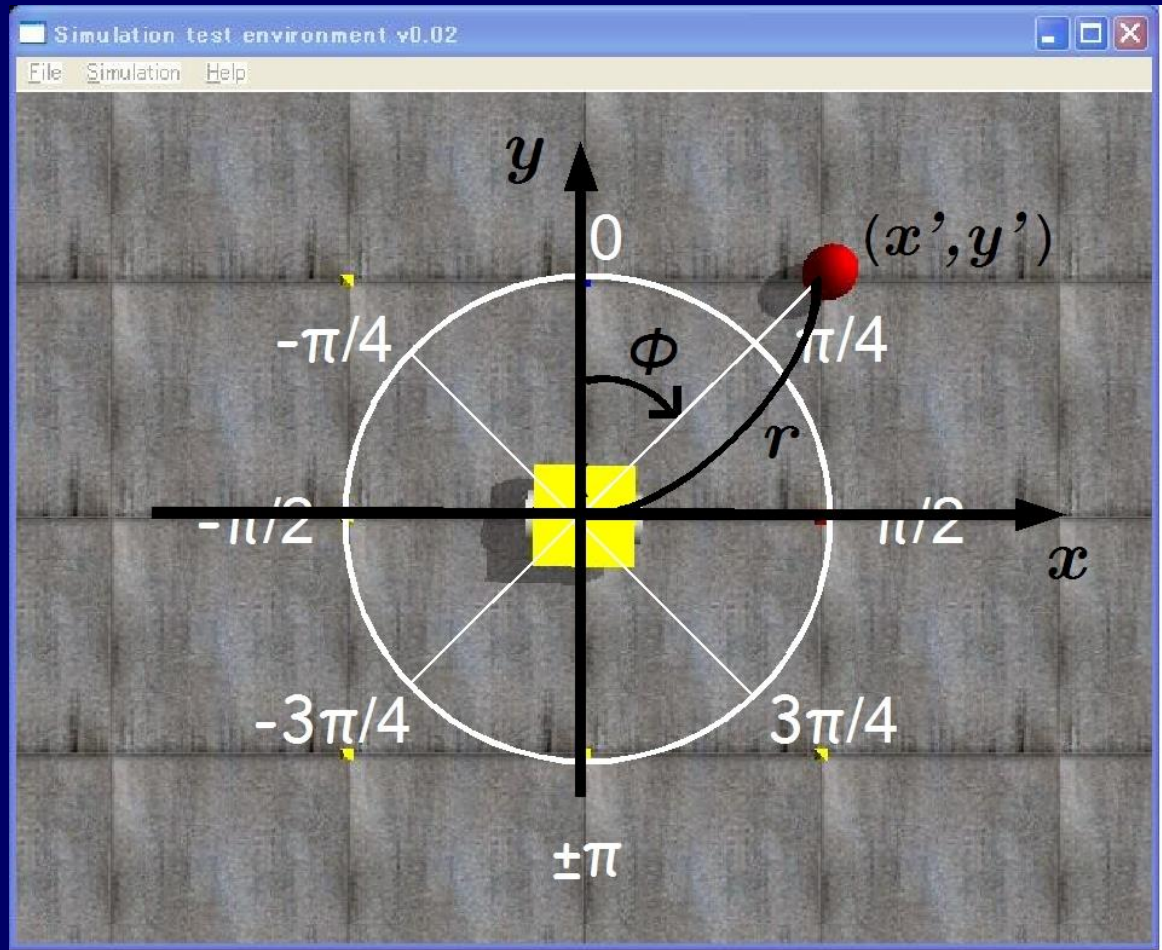 Simulation test environment v0.02
File Simulation Help
y
0
(x',y')
-π/4
Φ
π/4
r
-π/2
π/2
x
-3π/4
3π/4
±π